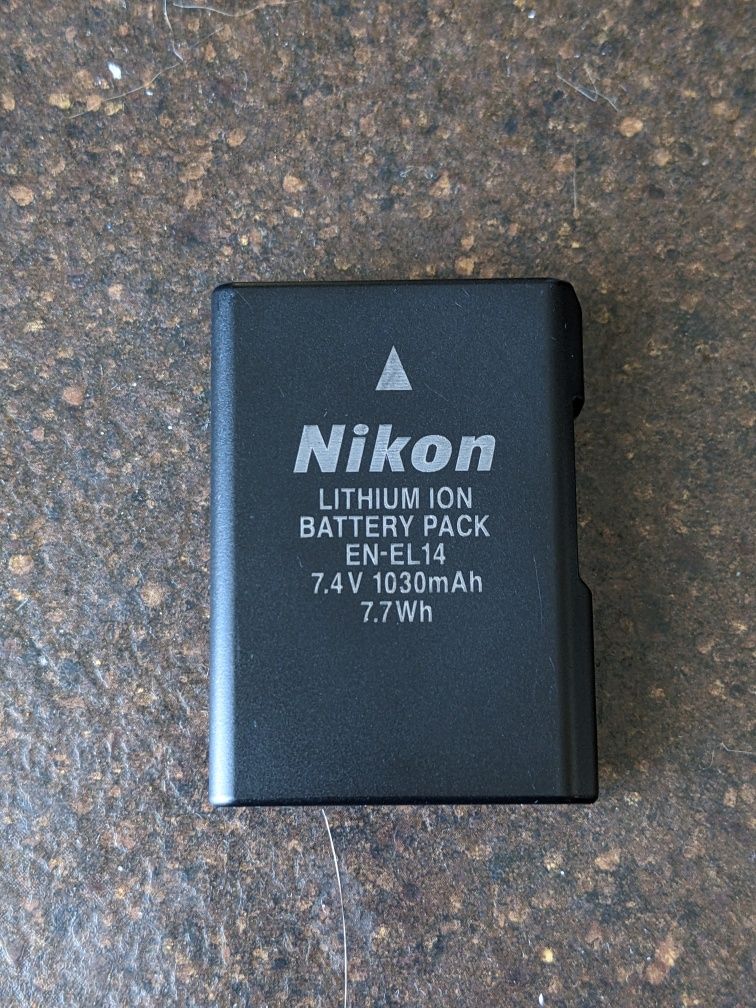 Nikon
LITHIUM ION
BATTERY PACK
EN-EL14
7.4V 1030mAh
7.7Wh